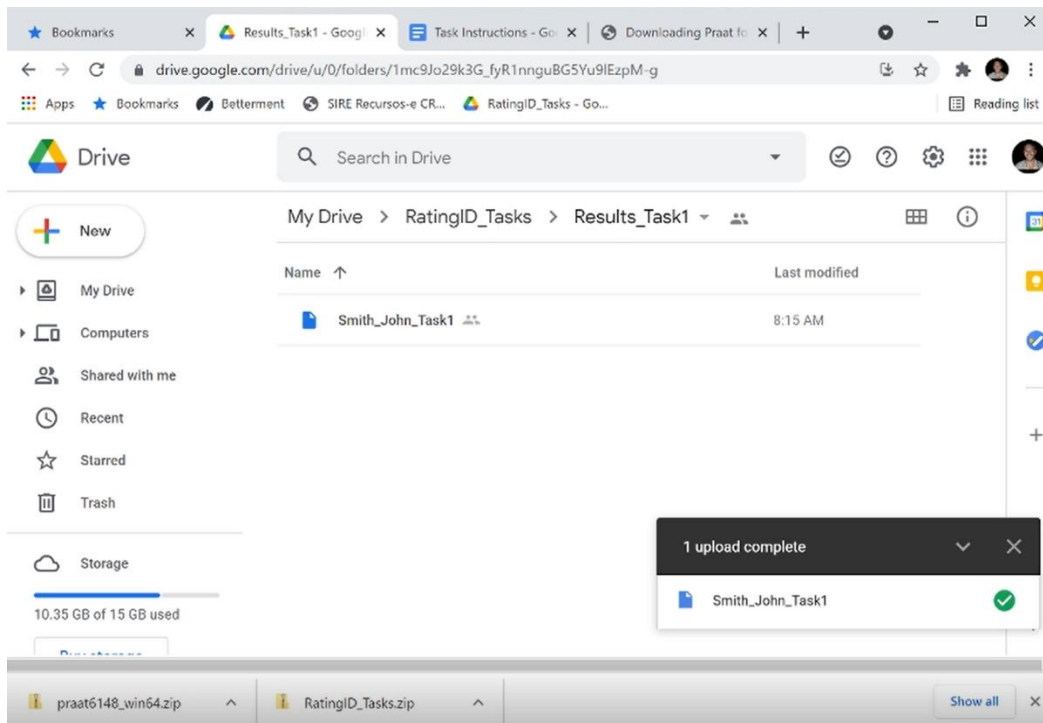 Bookmarks Results_Task1 - Googl Task Instructions - Go Downloading Praat fo
drive.google.com/drive/u/0/folders/1mc9Jo29k3G_fyR1nnguBG5Yu9lEzpM-g
Apps Bookmarks Betterment SIRE Recursos-e CR... RatingID_Tasks - Go... Reading list
Drive Search in Drive
New My Drive > RatingID_Tasks > Results_Task1
31
Name Last modified
My Drive
Smith_John_Task1 8:15 AM
Computers
Shared with me
Recent
Starred
Trash
1 upload complete
Storage
Smith_John_Task1
10.35 GB of 15 GB used
Buy storage
praat6148_win64.zip RatingID_Tasks.zip Show all